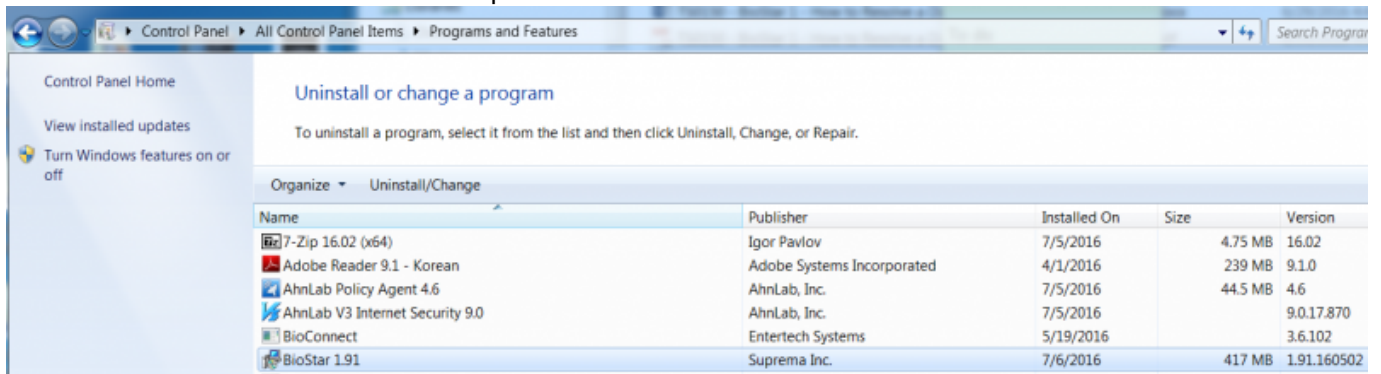 Control Panel ▸ All Control Panel Items ▸ Programs and Features
Search Program
Control Panel Home
View installed updates
Turn Windows features on or
off
Uninstall or change a program
To uninstall a program, select it from the list and then click Uninstall, Change, or Repair.
Organize Uninstall/Change
Name Publisher Installed On Size Version
7-Zip 16.02 (x64) Igor Pavlov 7/5/2016 4.75 MB 16.02
Adobe Reader 9.1 - Korean Adobe Systems Incorporated 4/1/2016 239 MB 9.1.0
AhnLab Policy Agent 4.6 AhnLab, Inc. 7/5/2016 44.5 MB 4.6
AhnLab V3 Internet Security 9.0 AhnLab, Inc. 7/5/2016 9.0.17.870
BioConnect Entertech Systems 5/19/2016 3.6.102
BioStar 1.91 Suprema Inc. 7/6/2016 417 MB 1.91.160502